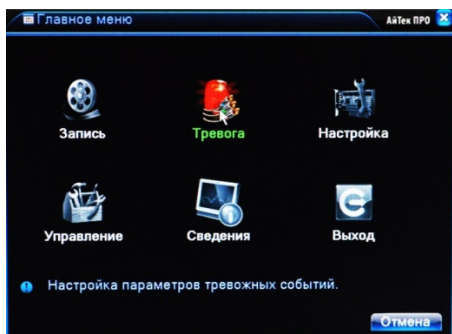 Главное меню
АйТек ПРО
Запись
Тревога
Настройка
Управление
Сведения
Выход
Настройка параметров тревожных событий.
Отмена